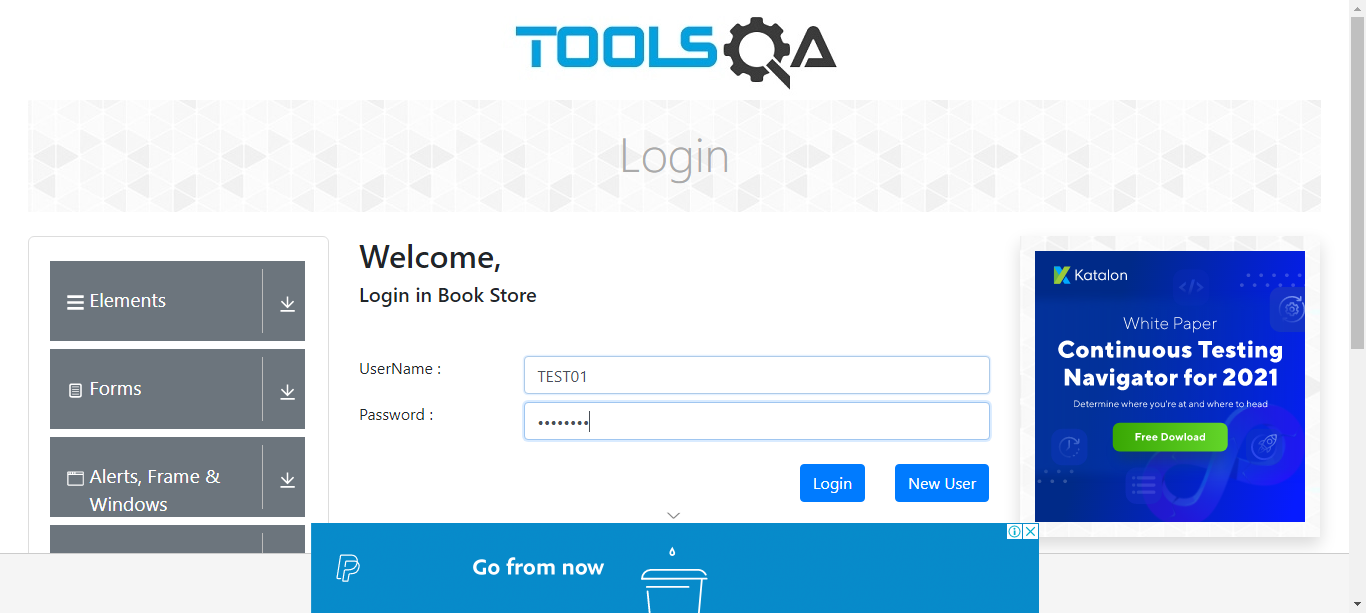 TOOLSQA
Login
Elements
Forms
Alerts, Frame &
Windows
Welcome,
Login in Book Store
UserName :
TEST01
Password :
••••••••
Login
New User
Katalon
White Paper
Continuous Testing
Navigator for 2021
Determine where you're at and where to head
Free Dowload
Go from now